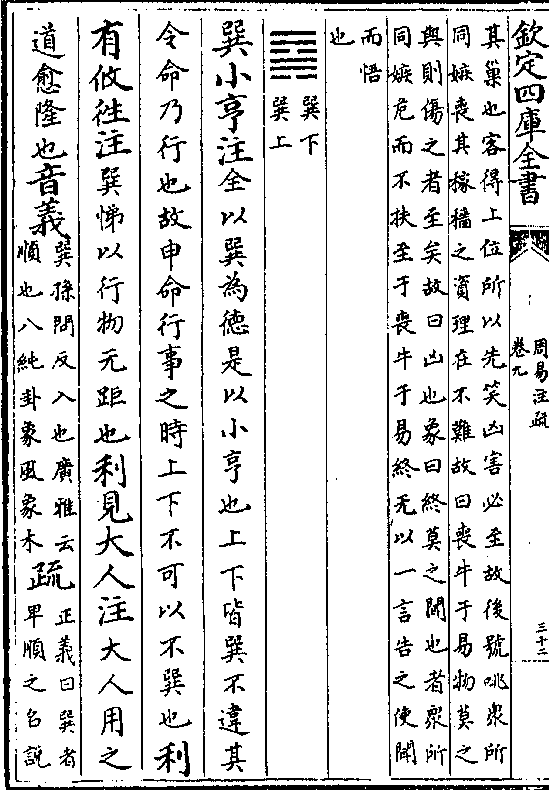 欽定四庫全書
周易注疏
卷九
三十二
其巢也客得上位所以先笑凶害必至故後號咷衆所
同嫉喪其稼穡之資理在不難故曰喪牛于易物莫之
與則傷之者至矣故曰凶也象曰終莫之聞也者衆所
同嫉危而不扶至于喪牛于易終无以一言告之使聞
而悟
也
巽下
巽上
巽小亨注全以巽為德是以小亨也上下皆巽不違其
令命乃行也故申命行事之時上下不可以不巽也利
有攸往注巽悌以行物无距也利見大人注大人用之
道愈隆也音義
巽孫問反入也廣雅云
順也八純卦象風象木
疏
正義曰巽者
卑順之名說